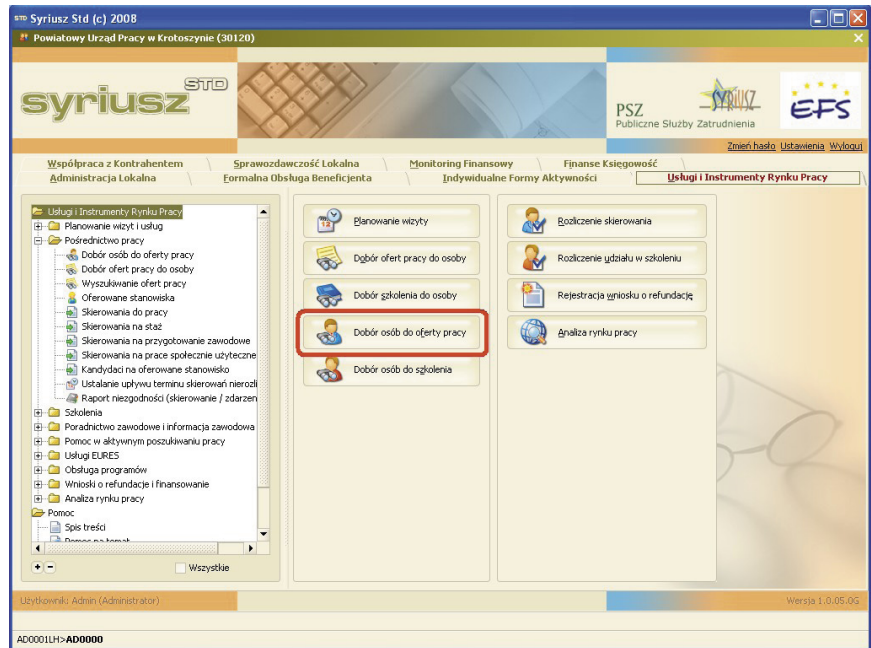 STD Syriusz Std (c) 2008
Powiatowy Urząd Pracy w Krotoszynie (30120)
syriusz STD
PSZ
Publiczne Służby Zatrudnienia
SYRIUSZ
EFS
Zmień hasło Ustawienia Wyloguj
Współpraca z Kontrahentem
Sprawozdawczość Lokalna
Monitoring Finansowy
Finanse Księgowość
Administracja Lokalna
Formalna Obsługa Beneficjenta
Indywidualne Formy Aktywności
Usługi i Instrumenty Rynku Pracy
Usługi i Instrumenty Rynku Pracy
Planowanie wizyt i usług
Pośrednictwo pracy
Dobór osób do oferty pracy
Dobór ofert pracy do osoby
Wyszukiwanie ofert pracy
Oferowane stanowiska
Skierowania do pracy
Skierowania na staż
Skierowania na przygotowanie zawodowe
Skierowania na prace społecznie użyteczne
Kandydaci na oferowane stanowisko
Ustalanie upływu terminu skierowań nierozli
Raport niezgodności (skierowanie / zdarzen
Szkolenia
Poradnictwo zawodowe i informacja zawodowa
Pomoc w aktywnym poszukiwaniu pracy
Usługi EURES
Obsługa programów
Wnioski o refundacje i finansowanie
Analiza rynku pracy
Pomoc
Spis treści
Pomoc na temat
Wszystkie
Planowanie wizyty
Dobór ofert pracy do osoby
Dobór szkolenia do osoby
Dobór osób do oferty pracy
Dobór osób do szkolenia
Rozliczenie skierowania
Rozliczenie udziału w szkoleniu
Rejestracja wniosku o refundację
Analiza rynku pracy
Użytkownik: Admin (Administrator)
Wersja 1.0.05.0G
AD0001LH>AD0000